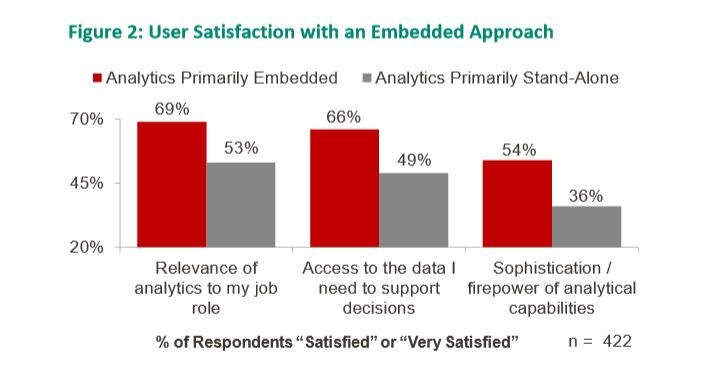 Figure 2: User Satisfaction with an Embedded Approach
Analytics Primarily Embedded Analytics Primarily Stand-Alone
70%
45%
20%
69%
53%
66%
49%
54%
36%
Relevance of
analytics to my job
role
Access to the data I
need to support
decisions
Sophistication /
firepower of analytical
capabilities
% of Respondents “Satisfied” or “Very Satisfied” n = 422